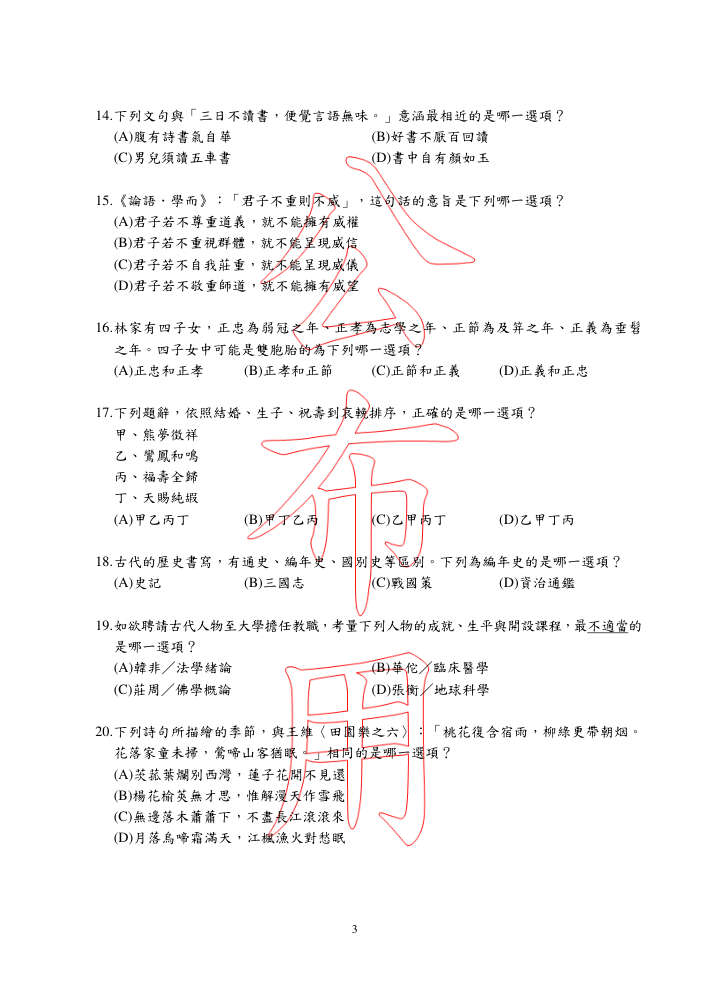 14.下列文句與「三日不讀書，便覺言語無味。」意涵最相近的是哪一選項？
(A)腹有詩書氣自華 (B)好書不厭百回讀
(C)男兒須讀五車書 (D)書中自有顏如玉
15.《論語．學而》：「君子不重則不威」，這句話的意旨是下列哪一選項？
(A)君子若不尊重道義，就不能擁有威權
(B)君子若不重視群體，就不能呈現威信
(C)君子若不自我莊重，就不能呈現威儀
(D)君子若不敬重師道，就不能擁有威望
16.林家有四子女，正忠為弱冠之年、正孝為志學之年、正節為及笄之年、正義為垂髫
之年。四子女中可能是雙胞胎的為下列哪一選項？
(A)正忠和正孝 (B)正孝和正節 (C)正節和正義 (D)正義和正忠
17.下列題辭，依照結婚、生子、祝壽到哀輓排序，正確的是哪一選項？
甲、熊夢徵祥
乙、鸞鳳和鳴
丙、福壽全歸
丁、天賜純嘏
(A)甲乙丙丁 (B)甲丁乙丙 (C)乙甲丙丁 (D)乙甲丁丙
18.古代的歷史書寫，有通史、編年史、國別史等區別。下列為編年史的是哪一選項？
(A)史記 (B)三國志 (C)戰國策 (D)資治通鑑
19.如欲聘請古代人物至大學擔任教職，考量下列人物的成就、生平與開設課程，最不適當的
是哪一選項？
(A)韓非／法學緒論 (B)華佗／臨床醫學
(C)莊周／佛學概論 (D)張衡／地球科學
20.下列詩句所描繪的季節，與王維〈田園樂之六〉：「桃花復含宿雨，柳綠更帶朝烟。
花落家童未掃，鶯啼山客猶眠。」相同的是哪一選項？
(A)茨菰葉爛別西灣，蓮子花開不見還
(B)楊花榆莢無才思，惟解漫天作雪飛
(C)無邊落木蕭蕭下，不盡長江滾滾來
(D)月落烏啼霜滿天，江楓漁火對愁眠
公布用
3